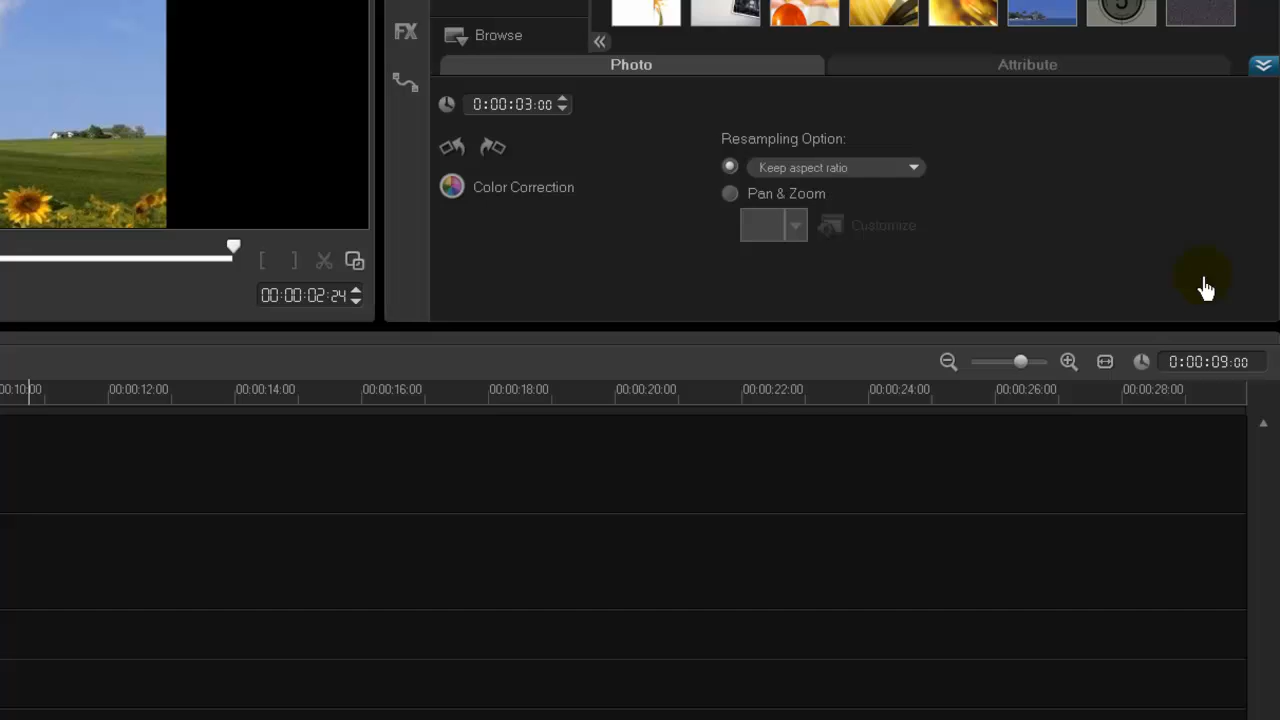 FX
Browse
5
Photo
Attribute
0:00:03:00
Resampling Option:
Keep aspect ratio
Color Correction
Pan & Zoom
Customize
[ ]
00:00:02:24
0:00:09:00
00:00:10:00 00:00:12:00 00:00:14:00 00:00:16:00 00:00:18:00 00:00:20:00 00:00:22:00 00:00:24:00 00:00:26:00 00:00:28:00